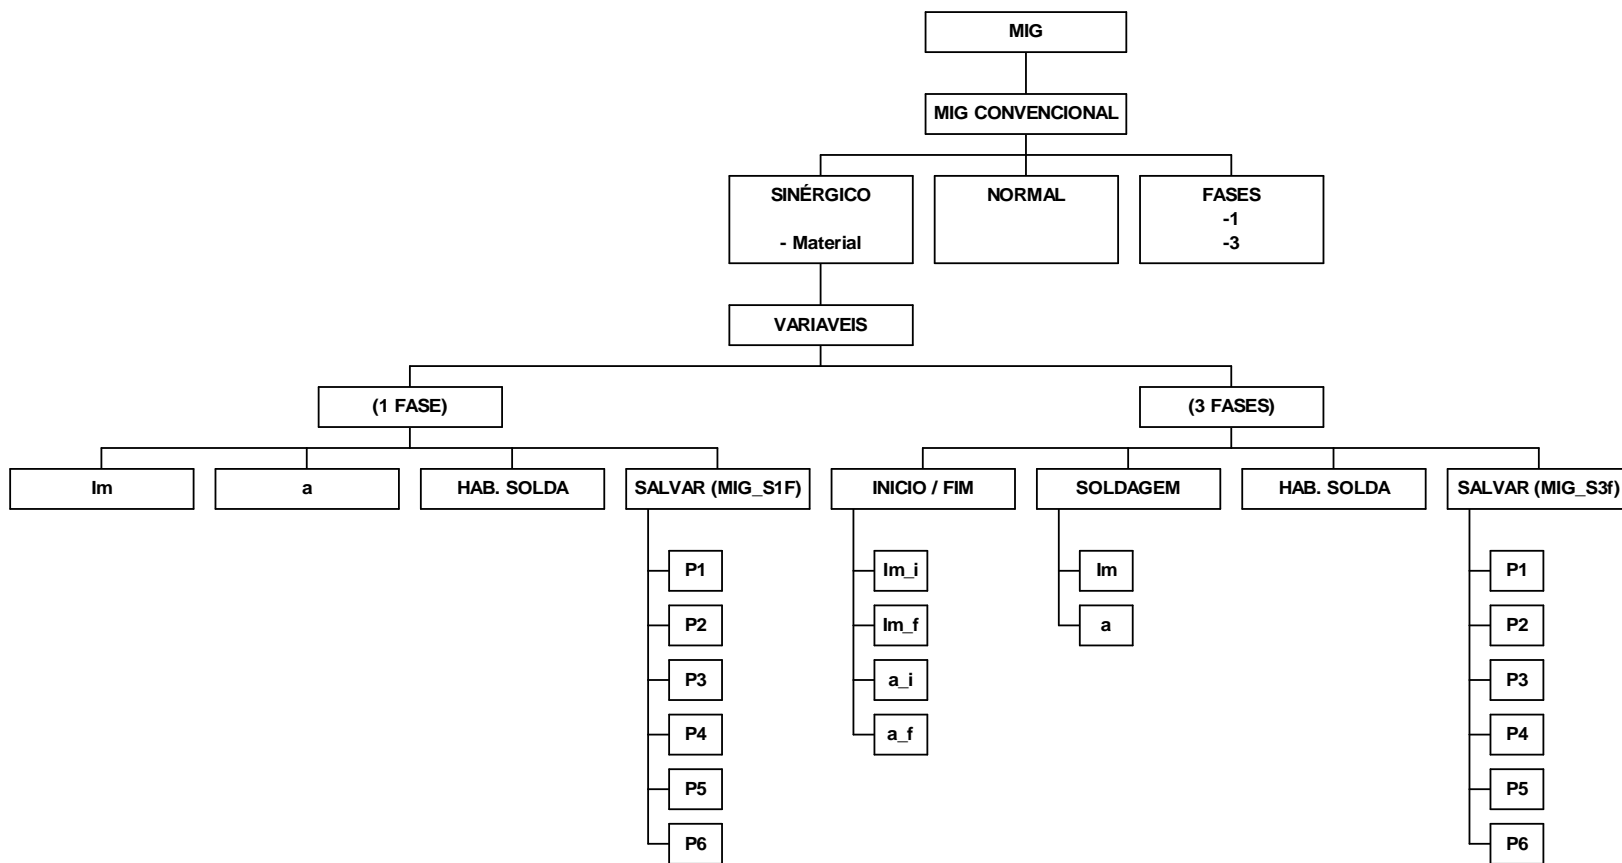 MIG
MIG CONVENCIONAL
SINÉRGICO
- Material
NORMAL
FASES
-1
-3
VARIAVEIS
(1 FASE)
(3 FASES)
Im
a
HAB. SOLDA
SALVAR (MIG_S1F)
INICIO / FIM
SOLDAGEM
HAB. SOLDA
SALVAR (MIG_S3f)
P1
P2
P3
P4
P5
P6
Im_i
Im_f
a_i
a_f
Im
a
P1
P2
P3
P4
P5
P6